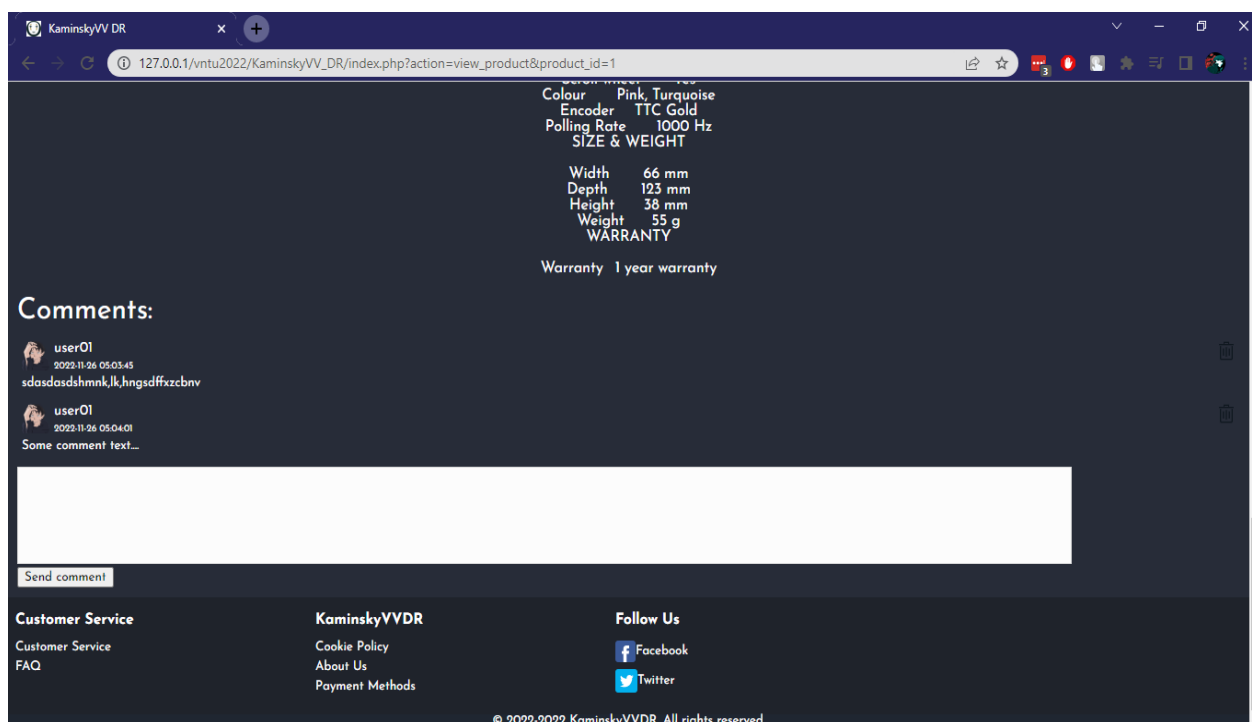 KaminskyVV DR
127.0.0.1/vntu2022/KaminskyVV_DR/index.php?action=view_product&product_id=1
3
Scroll wheel Yes
Colour Pink, Turquoise
Encoder TTC Gold
Polling Rate 1000 Hz
SIZE & WEIGHT
Width 66 mm
Depth 123 mm
Height 38 mm
Weight 55 g
WARRANTY
Warranty 1 year warranty
Comments:
user01
2022-11-26 05:03:45
sdasdasdshmnk,lk,hngsdffxzcbnv
user01
2022-11-26 05:04:01
Some comment text...
Send comment
Customer Service KaminskyVVDR Follow Us
Customer Service Cookie Policy Facebook
FAQ About Us
Payment Methods Twitter
© 2022-2022 KaminskyVVDR. All rights reserved